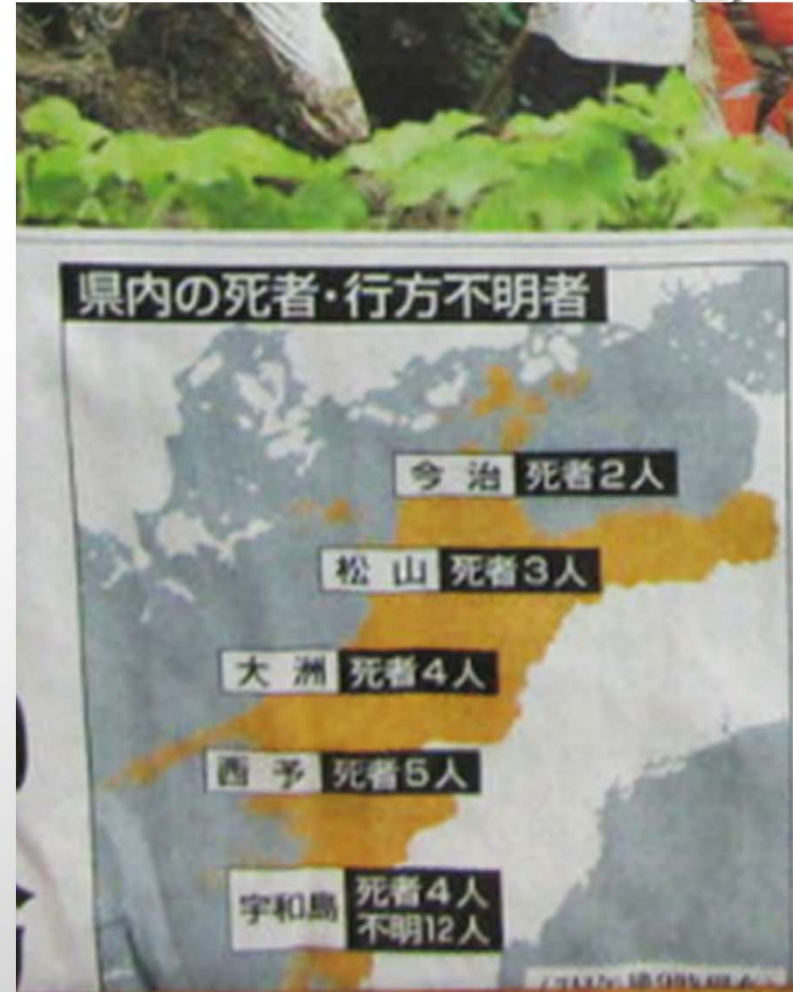 県内の死者・行方不明者
今治 死者2人
松山 死者3人
大洲 死者4人
西予 死者5人
宇和島 死者4人
不明12人